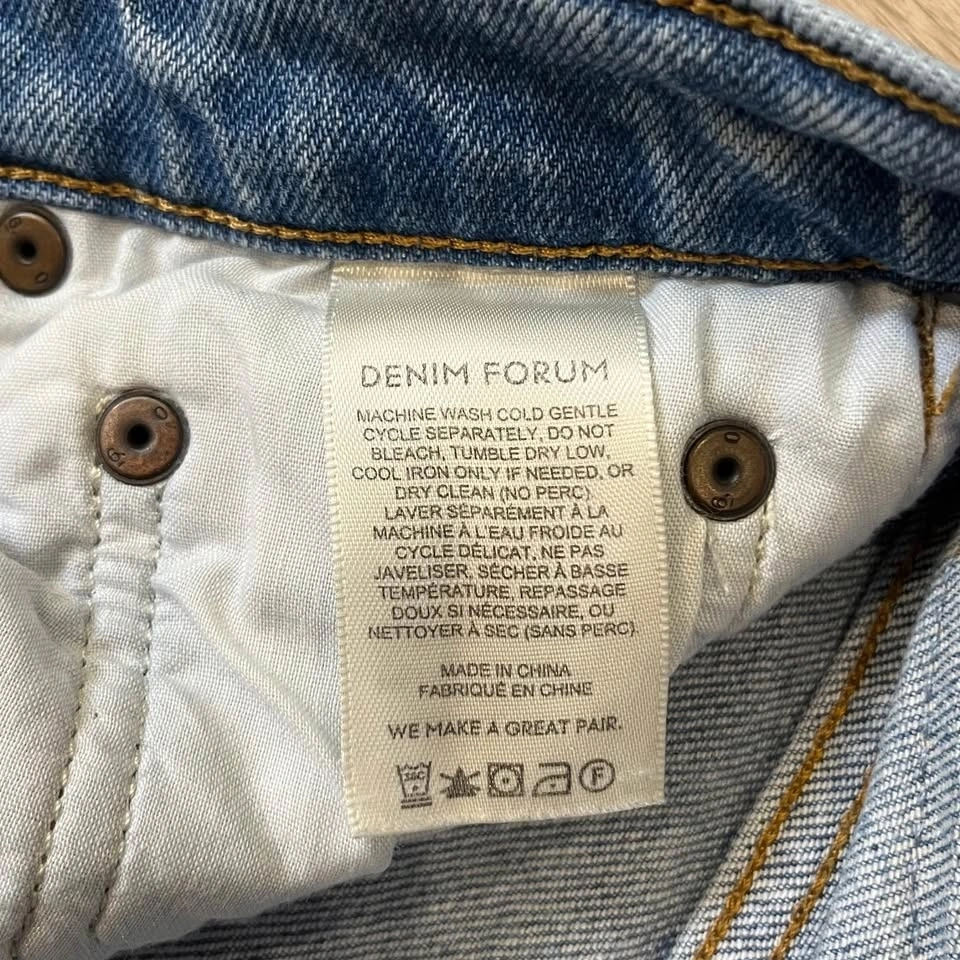 DENIM FORUM
MACHINE WASH COLD GENTLE
CYCLE SEPARATELY, DO NOT
BLEACH, TUMBLE DRY LOW,
COOL IRON ONLY IF NEEDED, OR
DRY CLEAN (NO PERC)
LAVER SÉPARÉMENT À LA
MACHINE À L'EAU FROIDE AU
CYCLE DÉLICAT, NE PAS
JAVELISER, SÉCHER À BASSE
TEMPÉRATURE, REPASSAGE
DOUX SI NÉCESSAIRE, OU
NETTOYER À SEC (SANS PERC)
MADE IN CHINA
FABRIQUÉ EN CHINE
WE MAKE A GREAT PAIR.
F